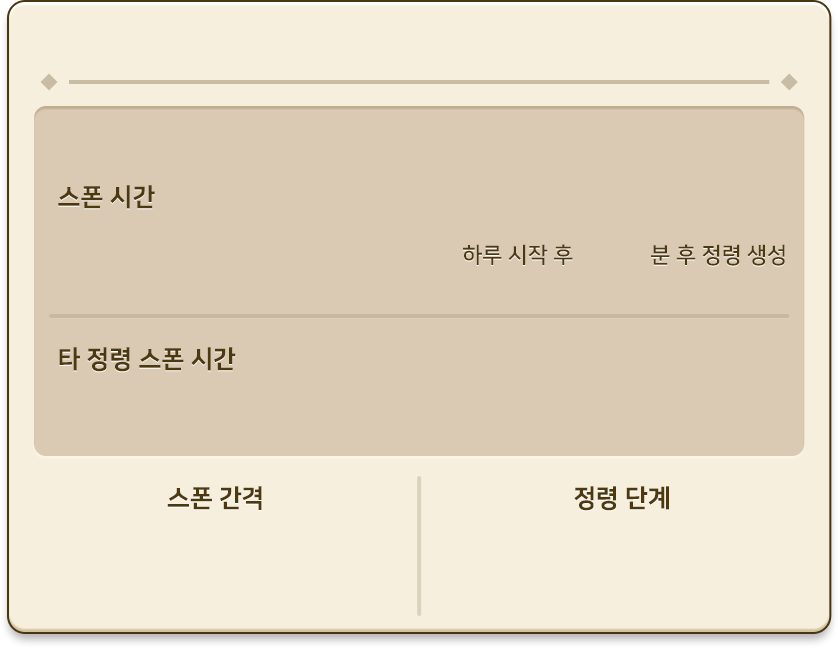 스폰 시간
하루 시작 후 분 후 정령 생성
타 정령 스폰 시간
스폰 간격 정령 단계